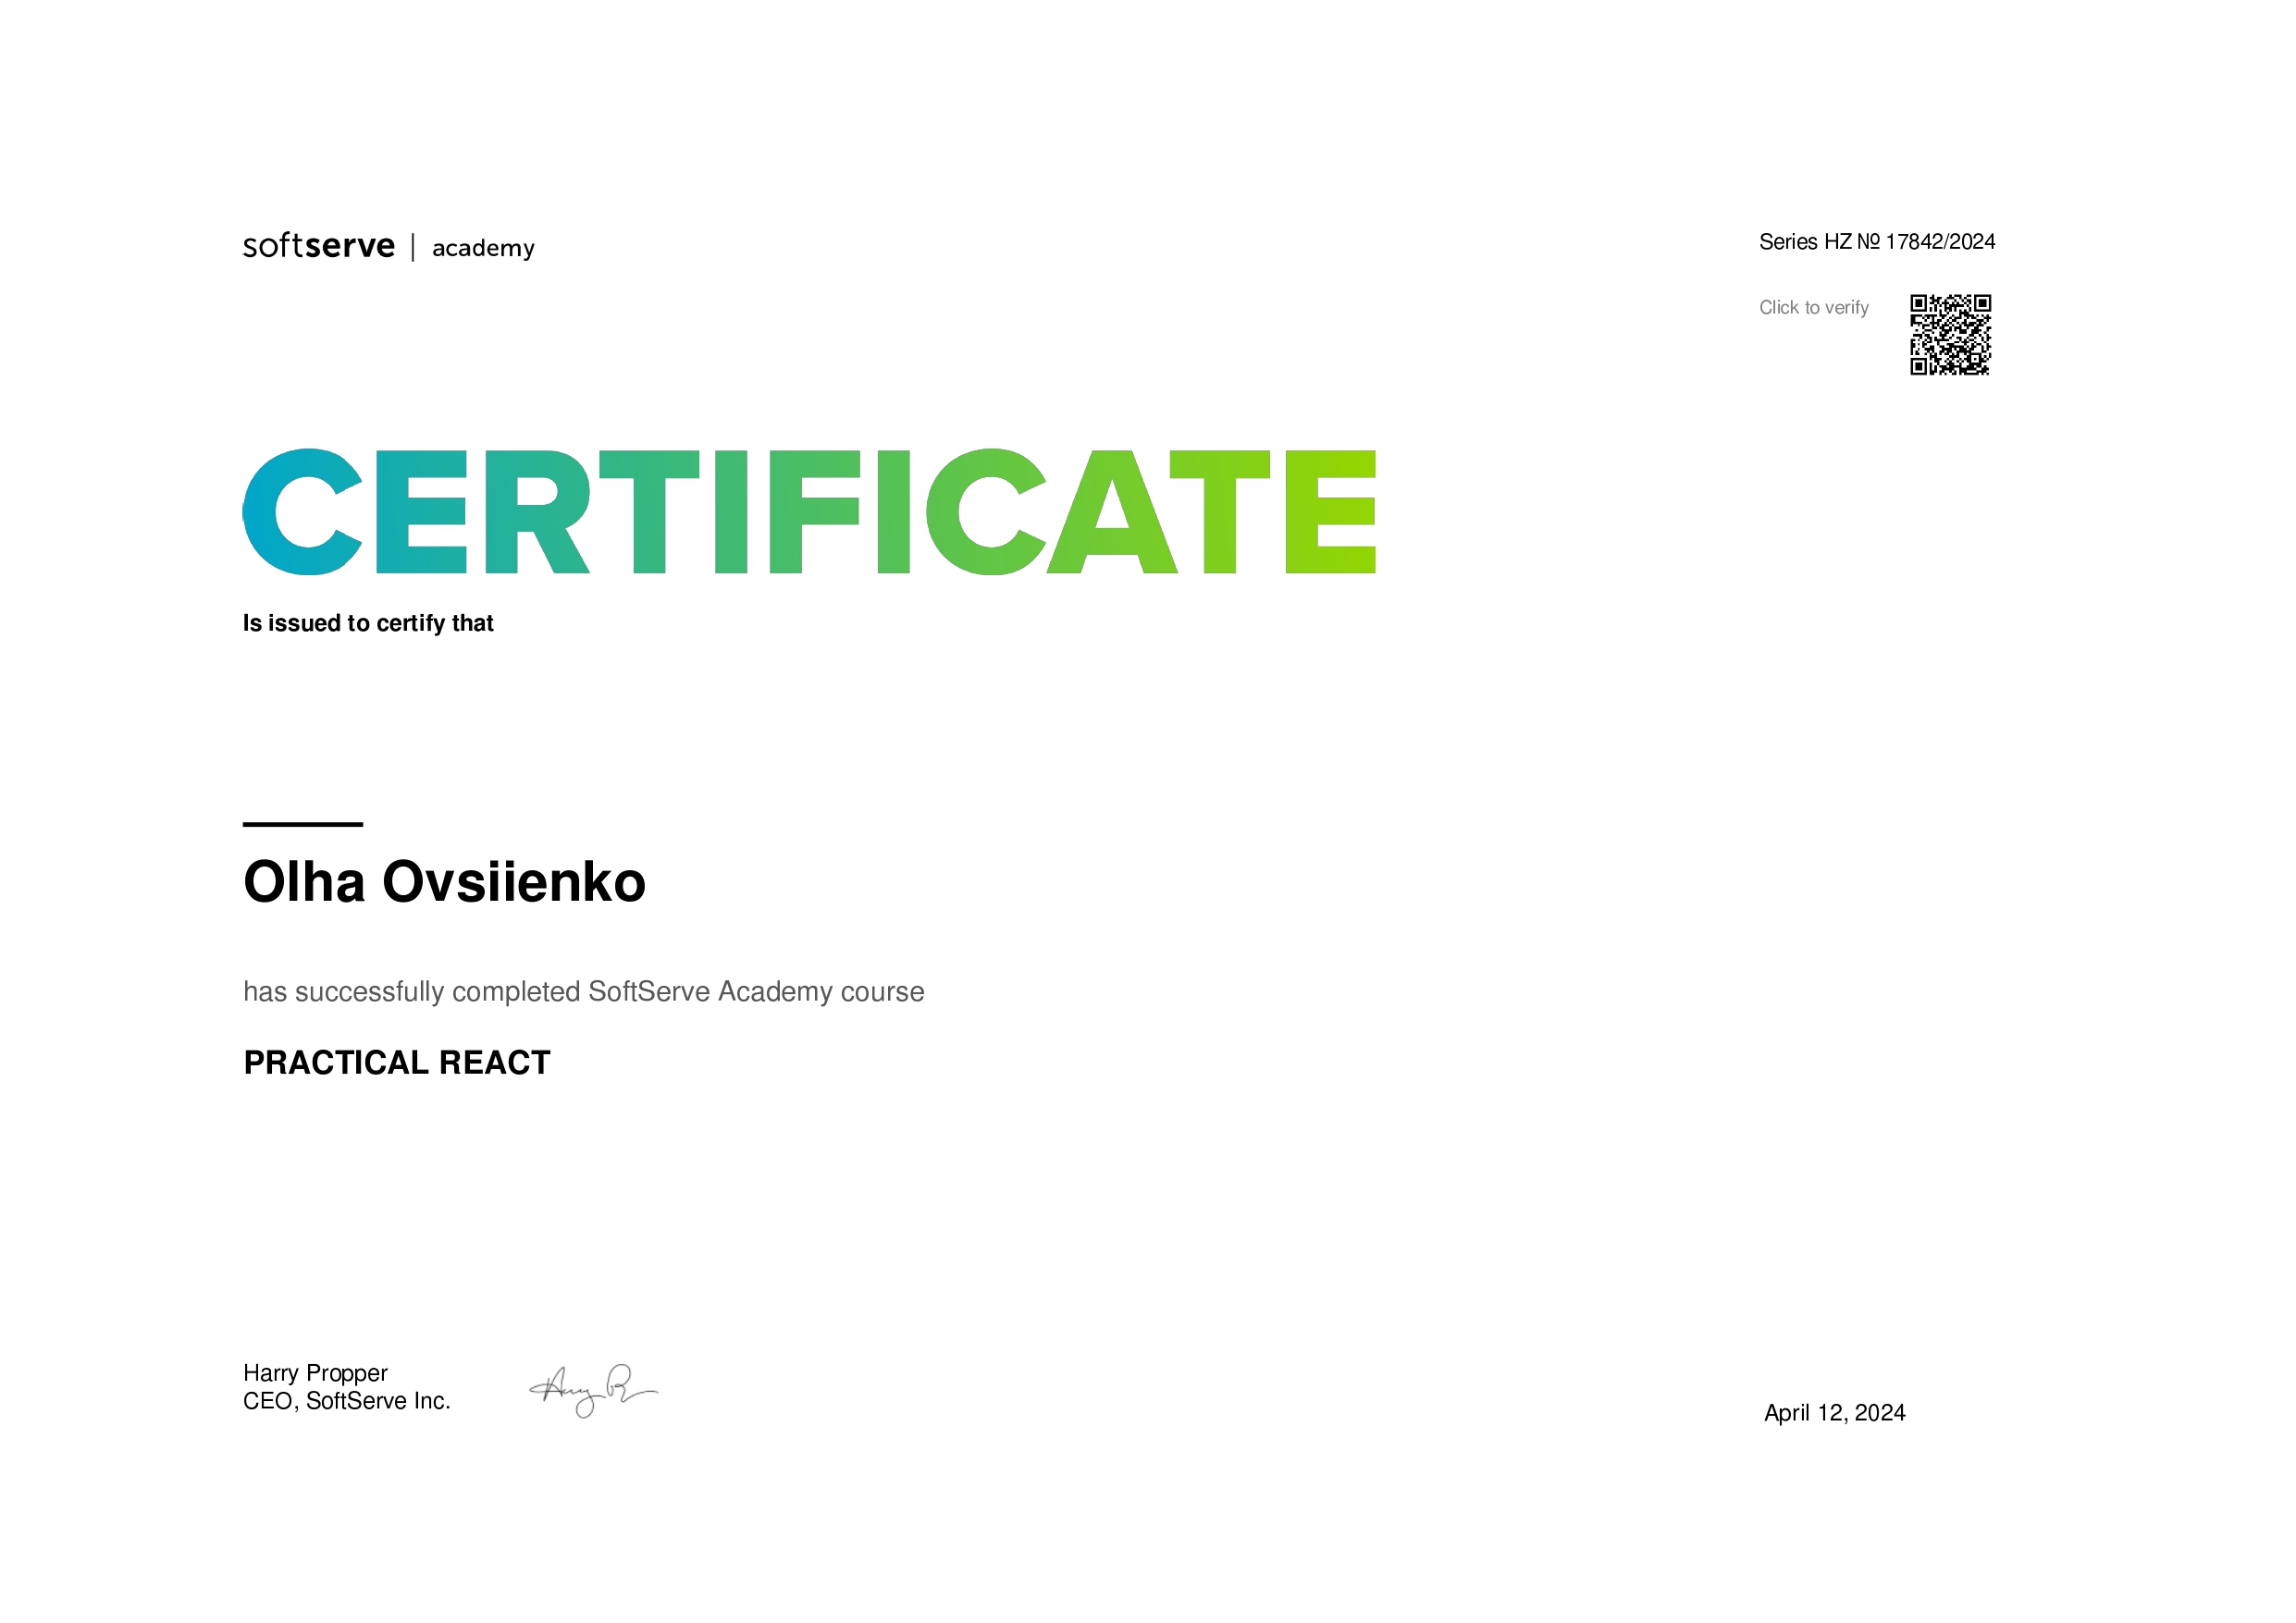 softserve | academy
Series HZ № 17842/2024
Click to verify
CERTIFICATE
Is issued to certify that
Olha Ovsiienko
has successfully completed SoftServe Academy course
PRACTICAL REACT
Harry Propper
CEO, SoftServe Inc.
April 12, 2024